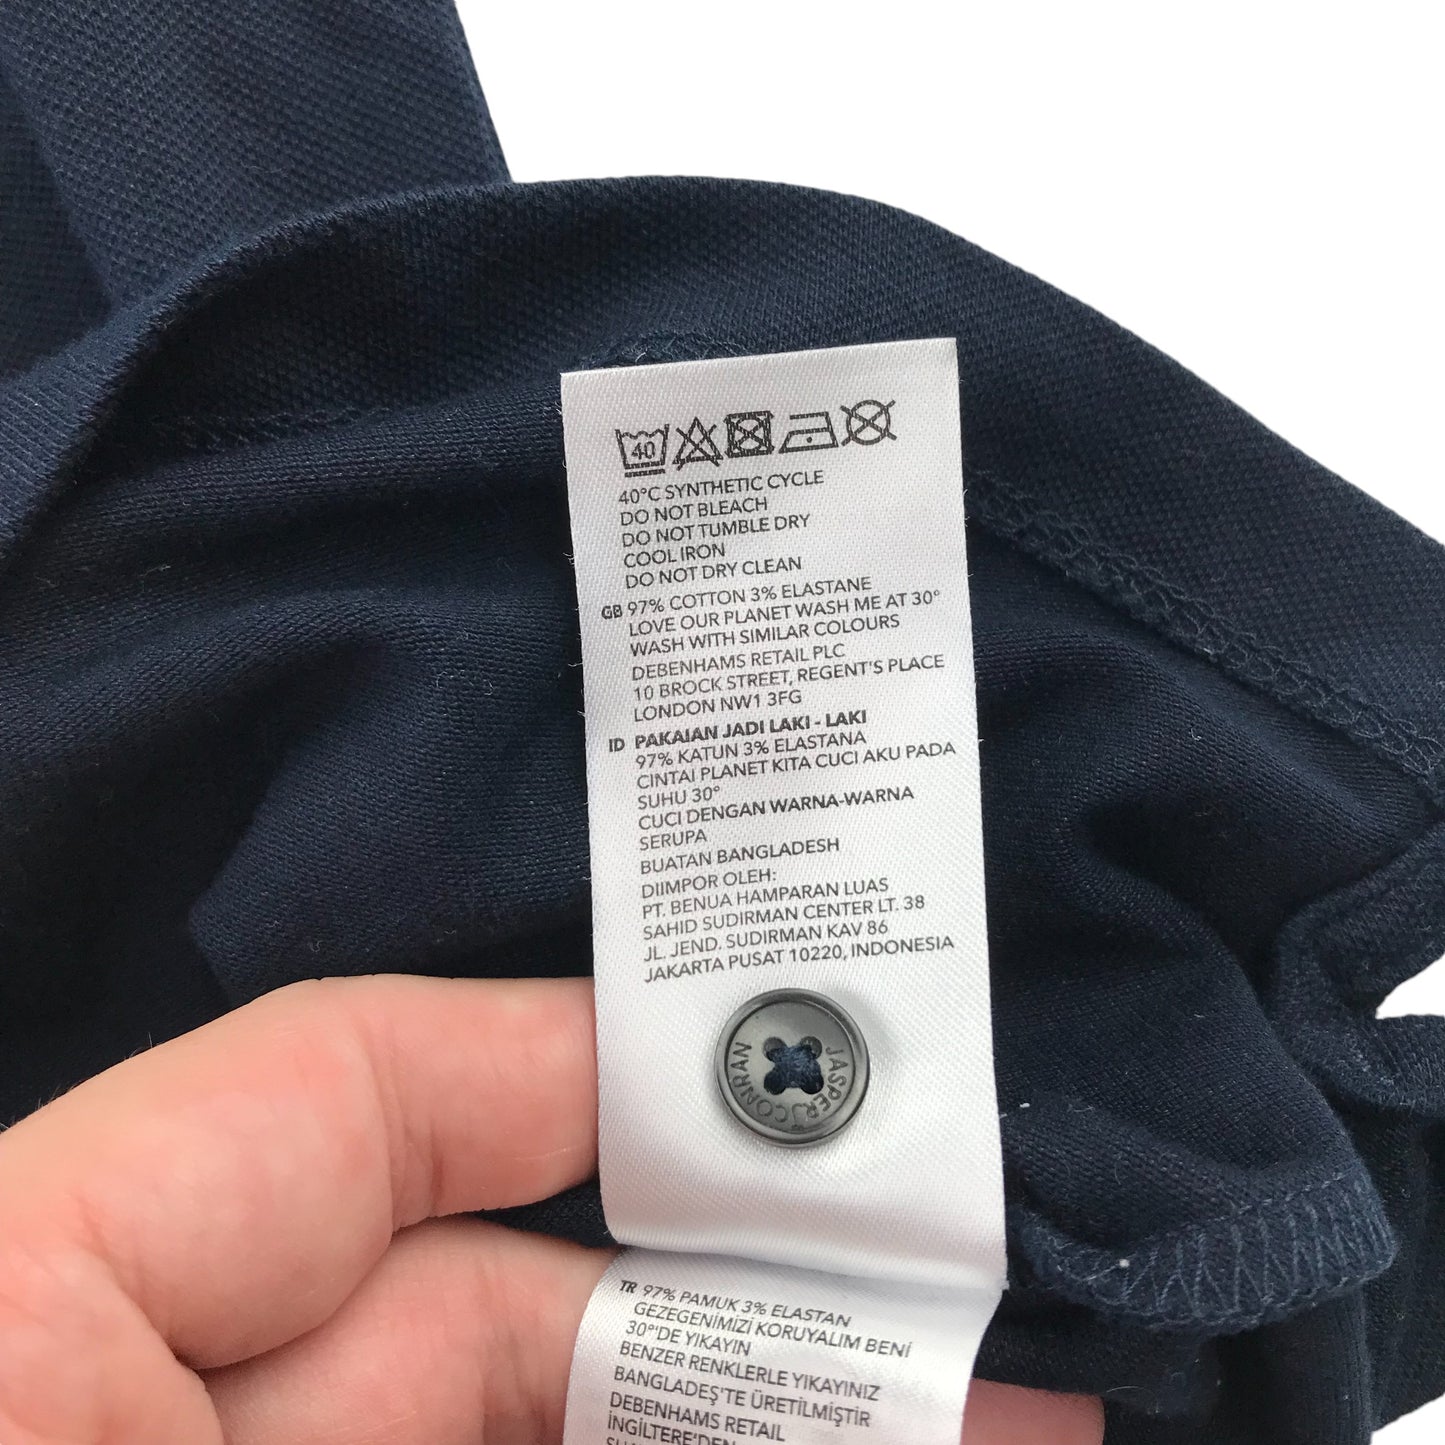 40
40°C SYNTHETIC CYCLE
DO NOT BLEACH
DO NOT TUMBLE DRY
COOL IRON
DO NOT DRY CLEAN
GB 97% COTTON 3% ELASTANE
LOVE OUR PLANET WASH ME AT 30°
WASH WITH SIMILAR COLOURS
DEBENHAMS RETAIL PLC
10 BROCK STREET, REGENT'S PLACE
LONDON NW1 3FG
ID PAKAIAN JADI LAKI - LAKI
97% KATUN 3% ELASTANA
CINTAI PLANET KITA CUCI AKU PADA
SUHU 30°
CUCI DENGAN WARNA-WARNA
SERUPA
BUATAN BANGLADESH
DIIMPOR OLEH:
PT. BENUA HAMPARAN LUAS
SAHID SUDIRMAN CENTER LT. 38
JL. JEND. SUDIRMAN KAV 86
JAKARTA PUSAT 10220, INDONESIA
JASPER J CONRAN
TR 97% PAMUK 3% ELASTAN
GEZEGENIMIZI KORUYALIM BENİ
30°'DE YIKAYIN
BENZER RENKLERLE YIKAYINIZ
BANGLADEŞ'TE ÜRETİLMİŞTİR
DEBENHAMS RETAIL
İNGİLTERE'DEN